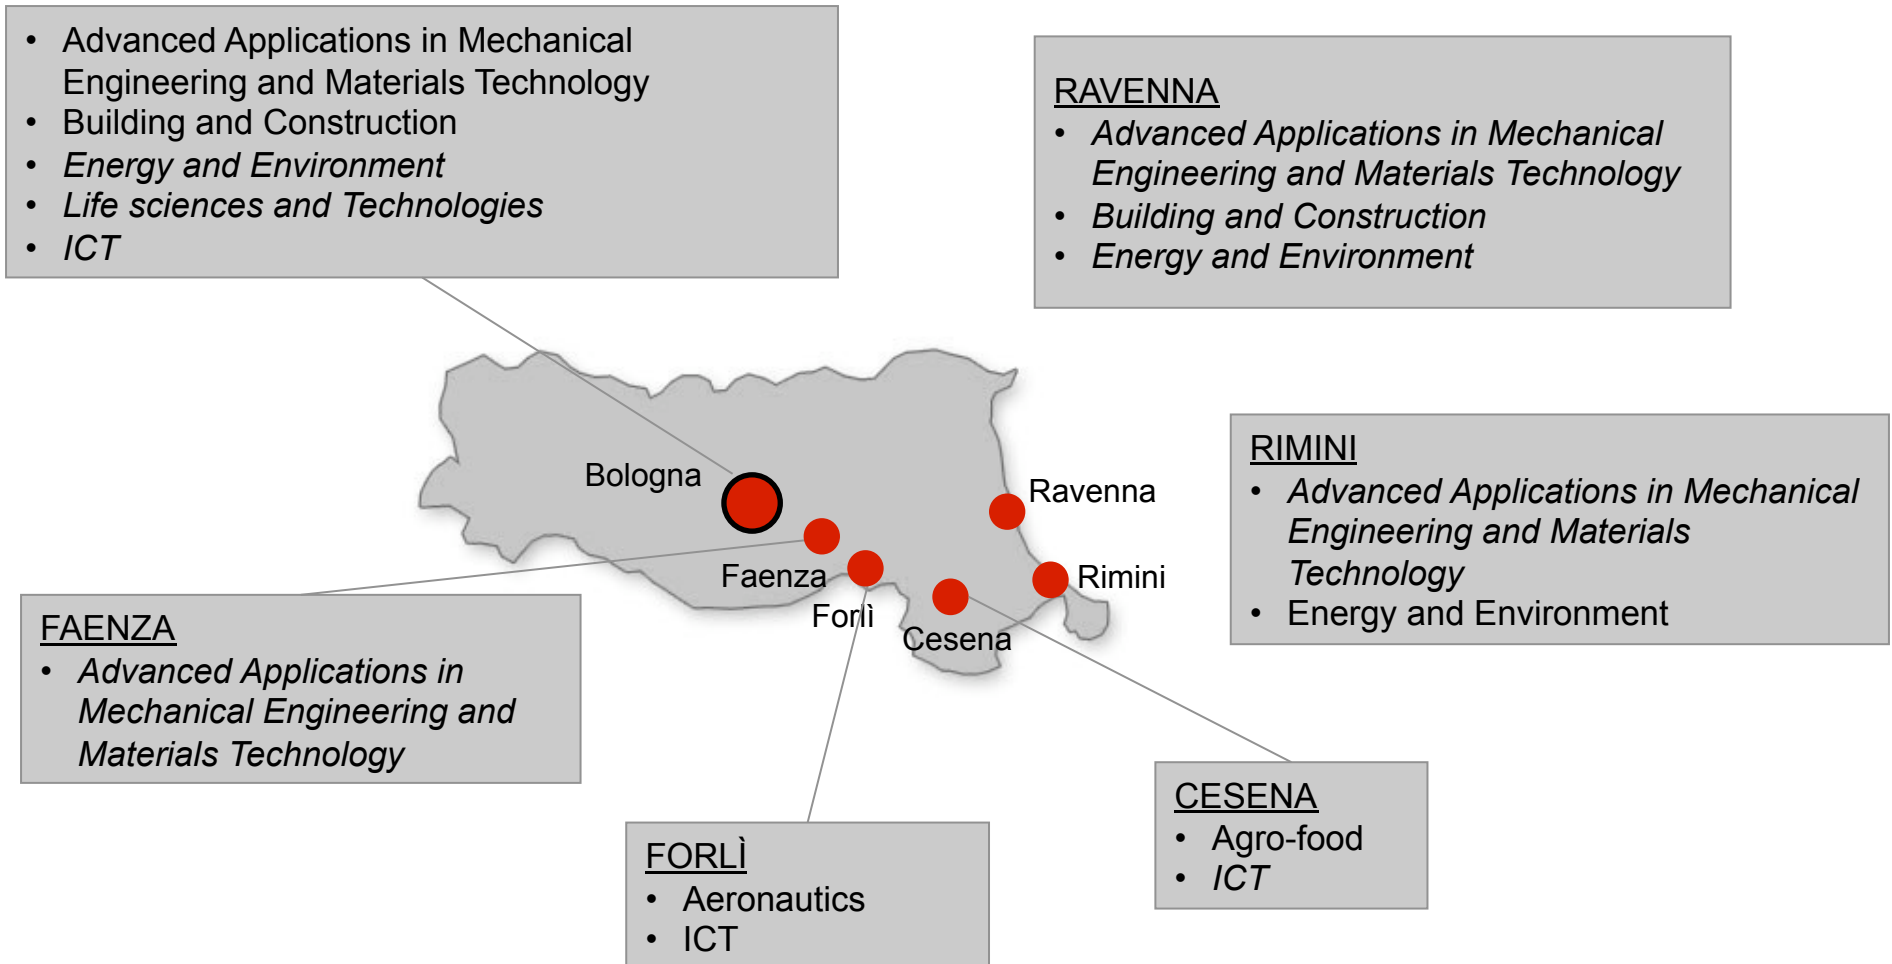 • Advanced Applications in Mechanical
Engineering and Materials Technology
• Building and Construction
• Energy and Environment
• Life sciences and Technologies
• ICT
RAVENNA
• Advanced Applications in Mechanical
Engineering and Materials Technology
• Building and Construction
• Energy and Environment
Bologna
Ravenna
Faenza
Forlì
Cesena
Rimini
RIMINI
• Advanced Applications in Mechanical
Engineering and Materials
Technology
• Energy and Environment
FAENZA
• Advanced Applications in
Mechanical Engineering and
Materials Technology
FORLÌ
• Aeronautics
• ICT
CESENA
• Agro-food
• ICT